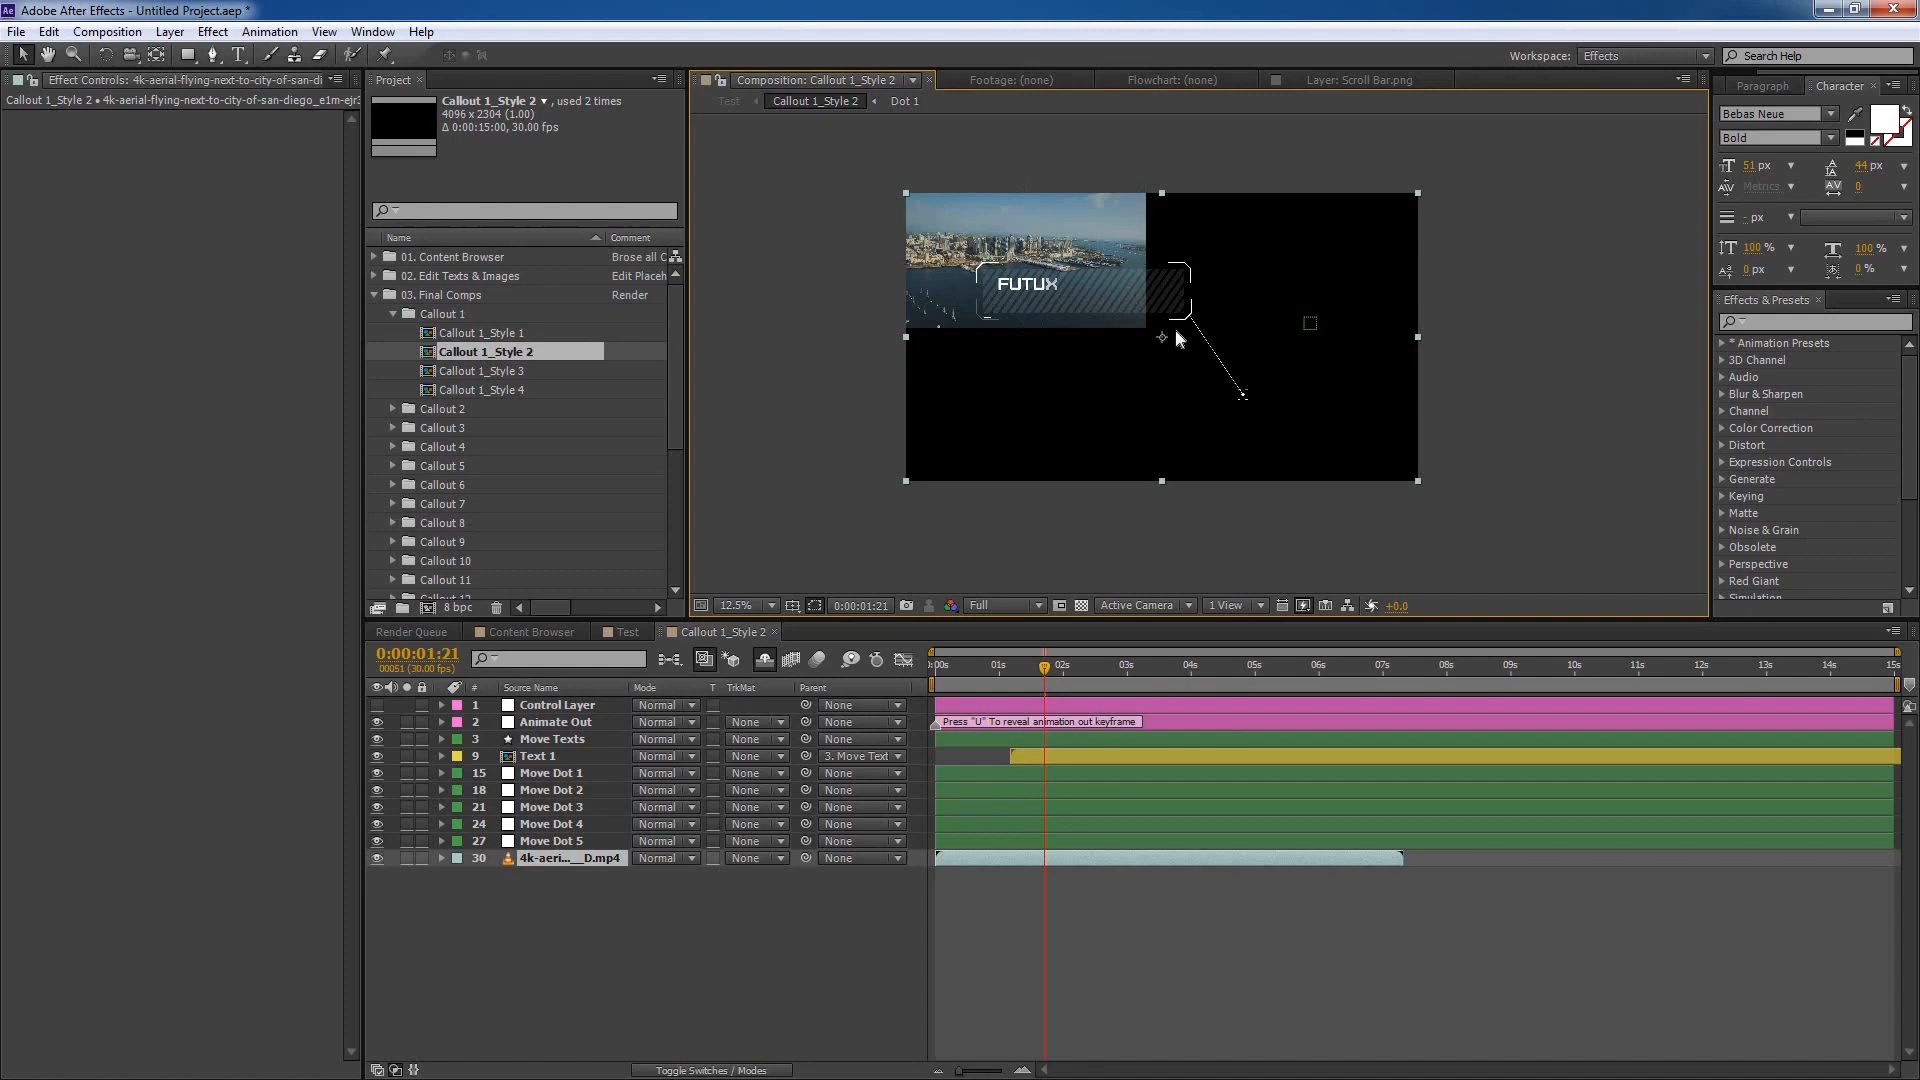 Adobe After Effects - Untitled Project.aep *
File Edit Composition Layer Effect Animation View Window Help
Workspace: Effects Search Help
Effect Controls: 4k-aerial-flying-next-to-city-of-san-di
Callout 1_Style 2 • 4k-aerial-flying-next-to-city-of-san-diego_e1m-ejr3
Project
Callout 1_Style 2 , used 2 times
4096 x 2304 (1.00)
Δ 0:00:15:00, 30.00 fps
Name Comment
01. Content Browser Brose all C
02. Edit Texts & Images Edit Placeh
03. Final Comps Render
Callout 1
Callout 1_Style 1
Callout 1_Style 2
Callout 1_Style 3
Callout 1_Style 4
Callout 2
Callout 3
Callout 4
Callout 5
Callout 6
Callout 7
Callout 8
Callout 9
Callout 10
Callout 11
8 bpc
Composition: Callout 1_Style 2 Footage: (none) Flowchart: (none) Layer: Scroll Bar.png
Test Callout 1_Style 2 Dot 1
FUTUX
12.5% 0:00:01:21 Full Active Camera 1 View +0.0
Paragraph Character
Bebas Neue
Bold
51 px 44 px
Metrics 0
- px
100 % 100 %
0 px 0 %
Effects & Presets
* Animation Presets
3D Channel
Audio
Blur & Sharpen
Channel
Color Correction
Distort
Expression Controls
Generate
Keying
Matte
Noise & Grain
Obsolete
Perspective
Red Giant
Simulation
Render Queue Content Browser Test Callout 1_Style 2
0:00:01:21
00051 (30.00 fps)
:00s 01s 02s 03s 04s 05s 06s 07s 08s 09s 10s 11s 12s 13s 14s 15s
# Source Name Mode T TrkMat Parent
1 Control Layer Normal None
2 Animate Out Normal None None Press "U" To reveal animation out keyframe
3 Move Texts Normal None None
9 Text 1 Normal None 3. Move Text
15 Move Dot 1 Normal None None
18 Move Dot 2 Normal None None
21 Move Dot 3 Normal None None
24 Move Dot 4 Normal None None
27 Move Dot 5 Normal None None
30 4k-aeri...__D.mp4 Normal None None
Toggle Switches / Modes